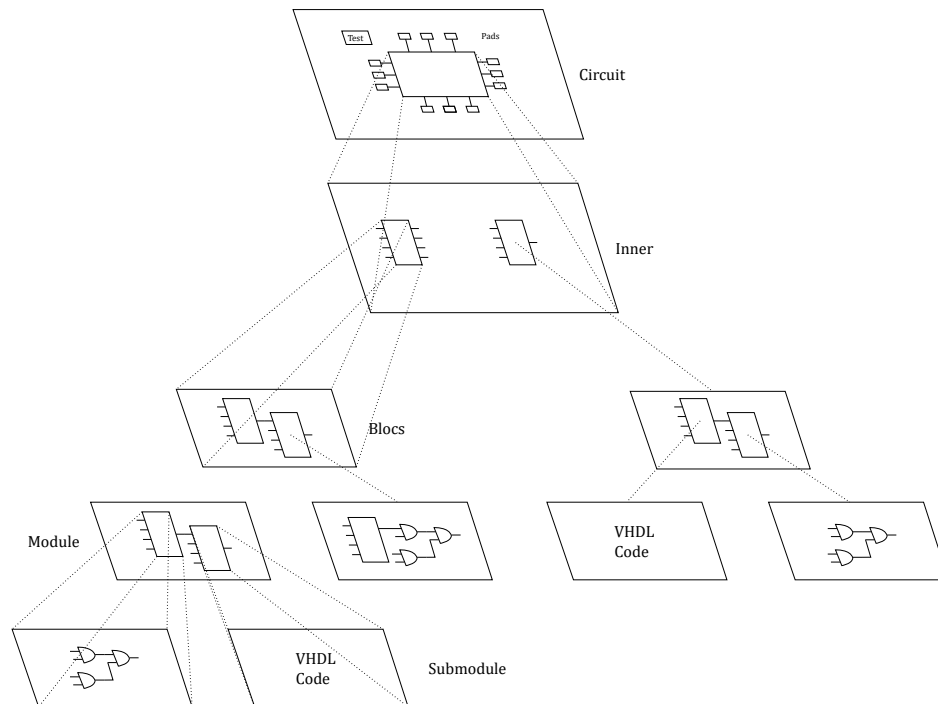 Test
Pads
Circuit
Inner
Blocs
Module
VHDL
Code
VHDL
Code
Submodule